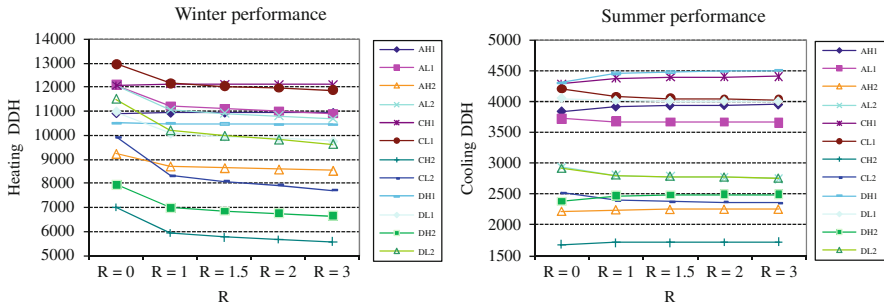 Winter performance
14000
13000
12000
11000
10000
9000
8000
7000
6000
5000
Heating DDH
R = 0 R = 1 R = 1.5 R = 2 R = 3
R
AH1
AL1
AH2
AL2
CH1
CL1
CH2
CL2
DH1
DL1
DH2
DL2
Summer performance
5000
4500
4000
3500
3000
2500
2000
1500
Cooling DDH
R = 0 R = 1 R = 1.5 R = 2 R = 3
R
AH1
AL1
AH2
AL2
CH1
CL1
CH2
CL2
DH1
DL1
DH2
DL2